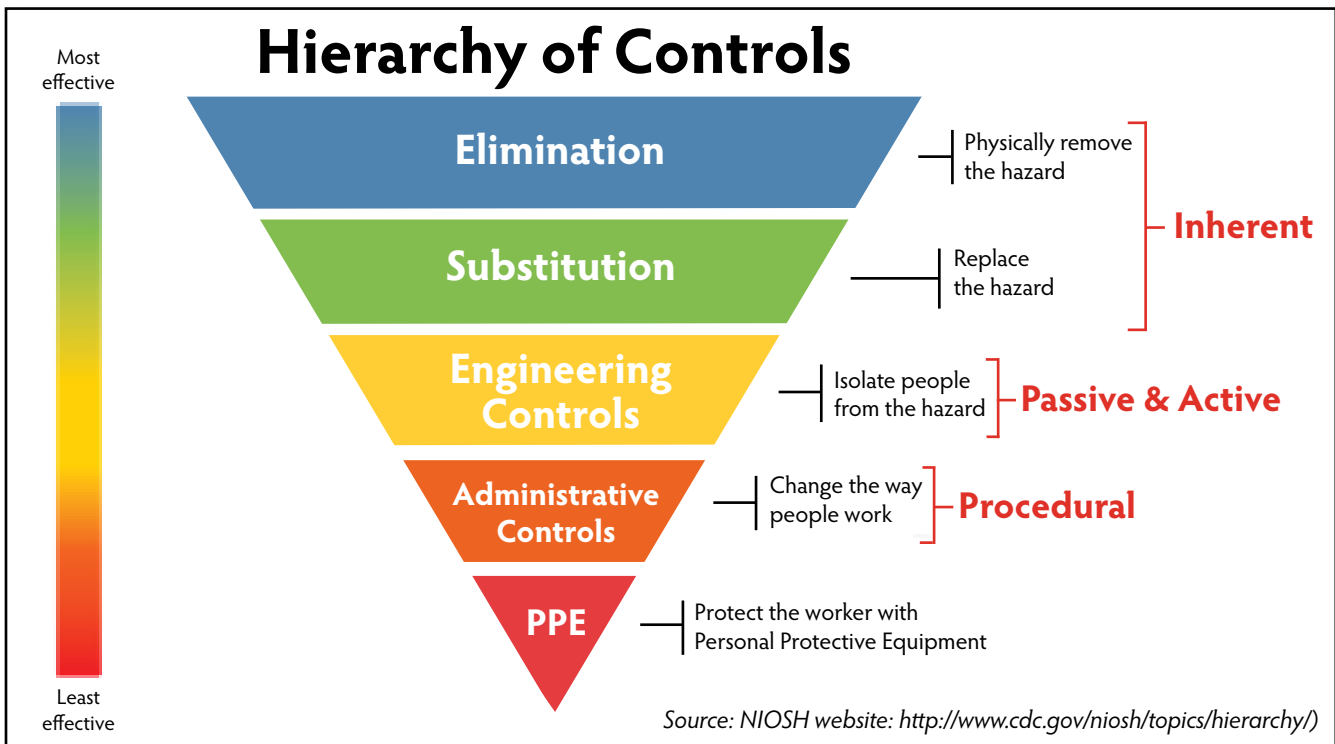 Hierarchy of Controls
Most
effective
Elimination
Physically remove
the hazard
Inherent
Substitution
Replace
the hazard
Engineering
Controls
Isolate people
from the hazard
Passive & Active
Administrative
Controls
Change the way
people work
Procedural
PPE
Protect the worker with
Personal Protective Equipment
Least
effective
Source: NIOSH website: http://www.cdc.gov/niosh/topics/hierarchy/)